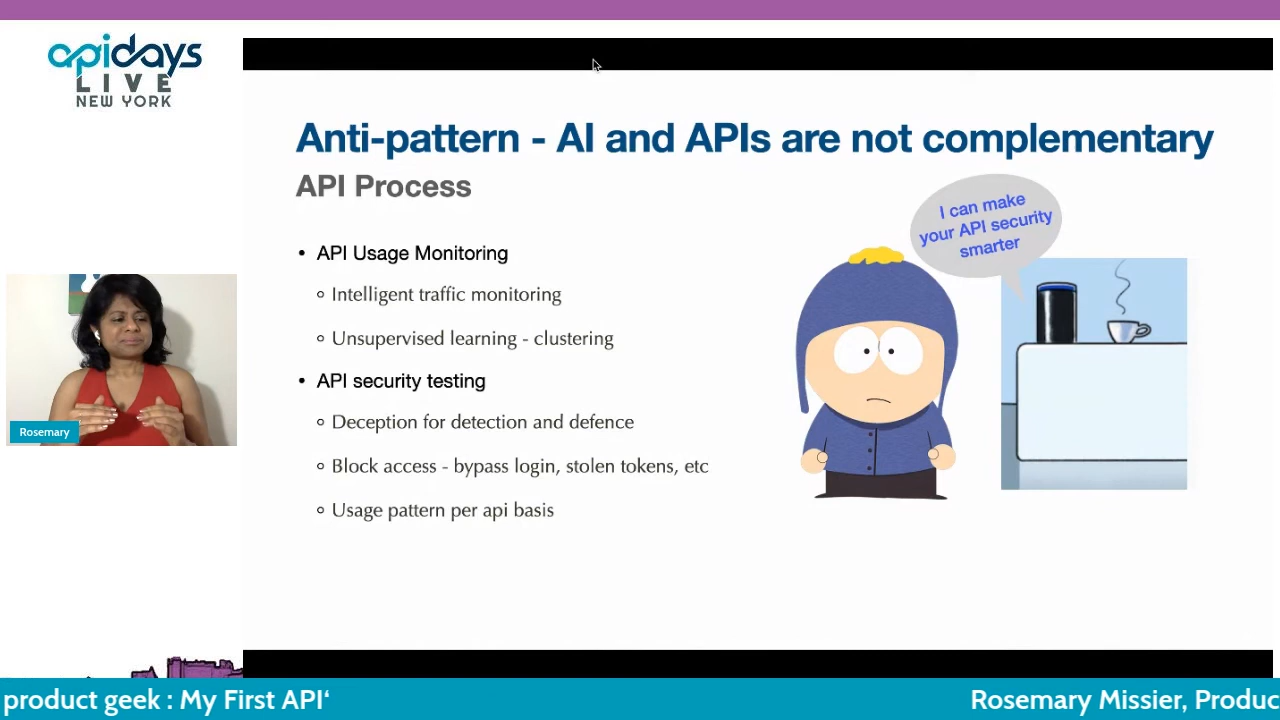 apidays
LIVE
NEW YORK
Anti-pattern - AI and APIs are not complementary
API Process
I can make
your API security
smarter
• API Usage Monitoring
◦ Intelligent traffic monitoring
◦ Unsupervised learning - clustering
• API security testing
◦ Deception for detection and defence
◦ Block access - bypass login, stolen tokens, etc
◦ Usage pattern per api basis
Rosemary
product geek : My First API‘
Rosemary Missier, Produc